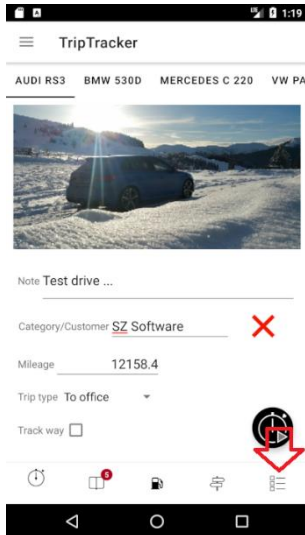 1:19
TripTracker
AUDI RS3 BMW 530D MERCEDES C 220 VW PA
Note Test drive ...
Category/Customer SZ Software
Mileage 12158.4
Trip type To office
Track way
5